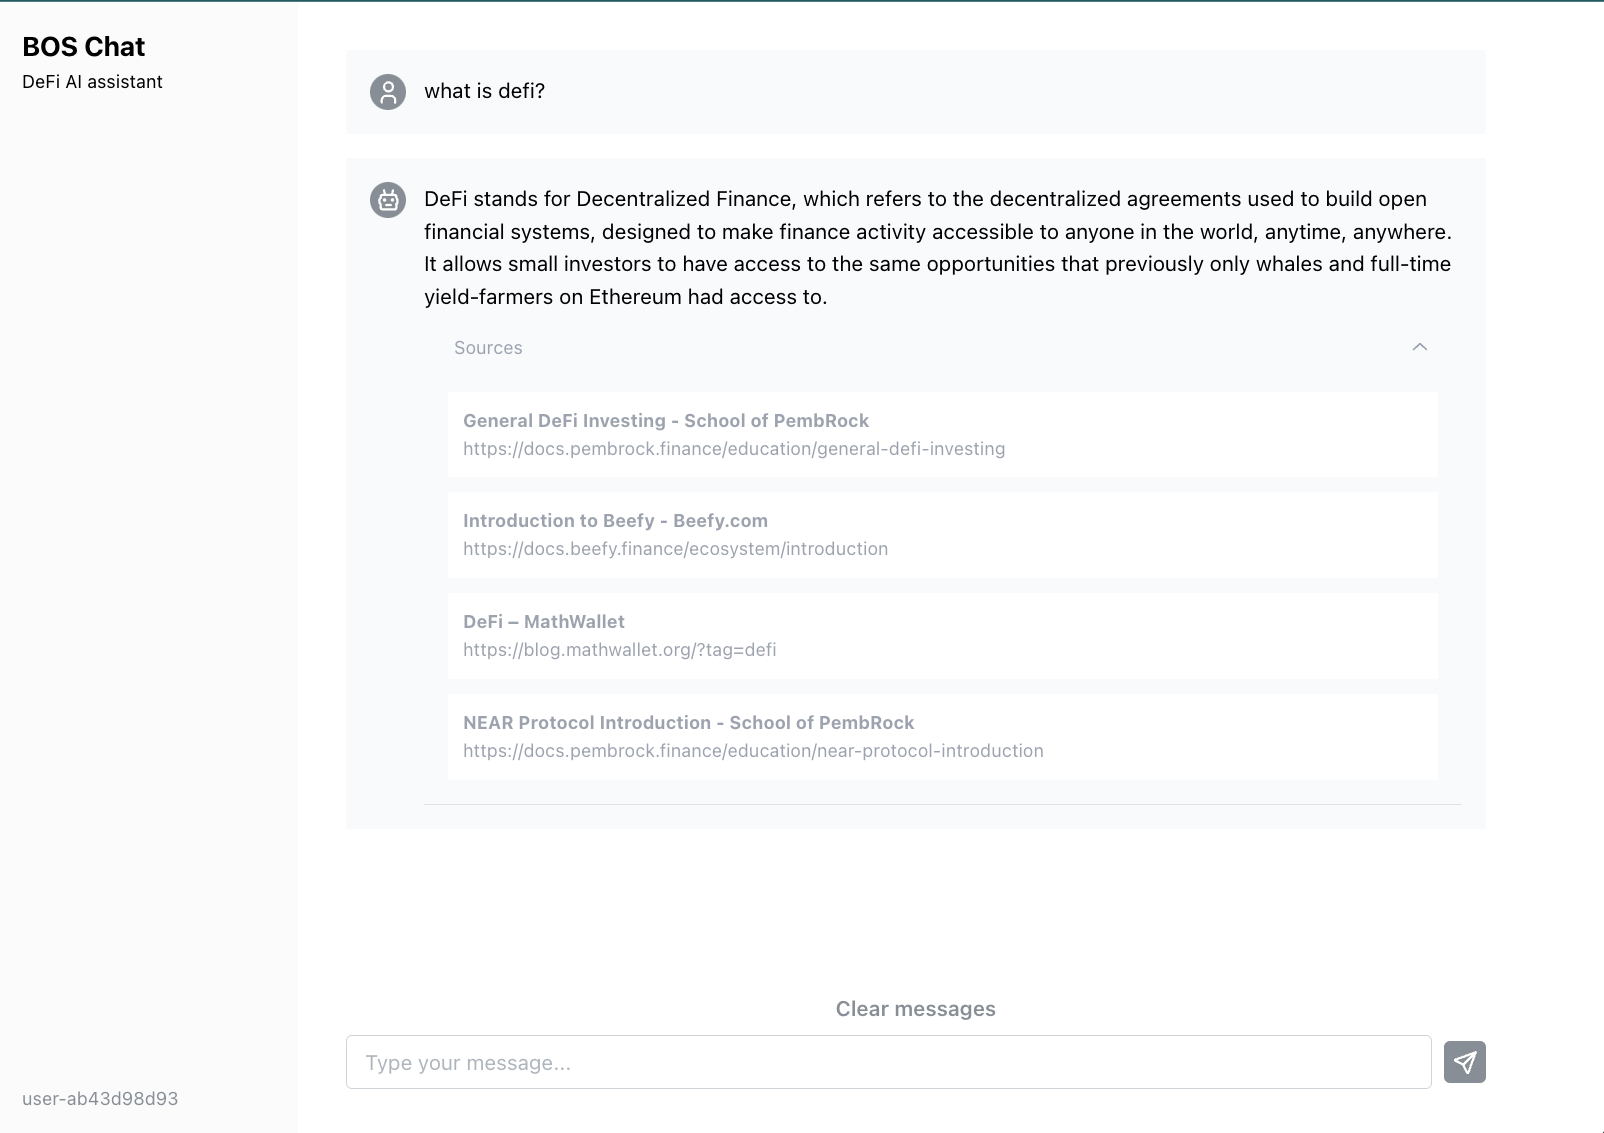 BOS Chat
DeFi AI assistant
what is defi?
DeFi stands for Decentralized Finance, which refers to the decentralized agreements used to build open
financial systems, designed to make finance activity accessible to anyone in the world, anytime, anywhere.
It allows small investors to have access to the same opportunities that previously only whales and full-time
yield-farmers on Ethereum had access to.
Sources
General DeFi Investing - School of PembRock
https://docs.pembrock.finance/education/general-defi-investing
Introduction to Beefy - Beefy.com
https://docs.beefy.finance/ecosystem/introduction
DeFi – MathWallet
https://blog.mathwallet.org/?tag=defi
NEAR Protocol Introduction - School of PembRock
https://docs.pembrock.finance/education/near-protocol-introduction
Clear messages
Type your message...
user-ab43d98d93